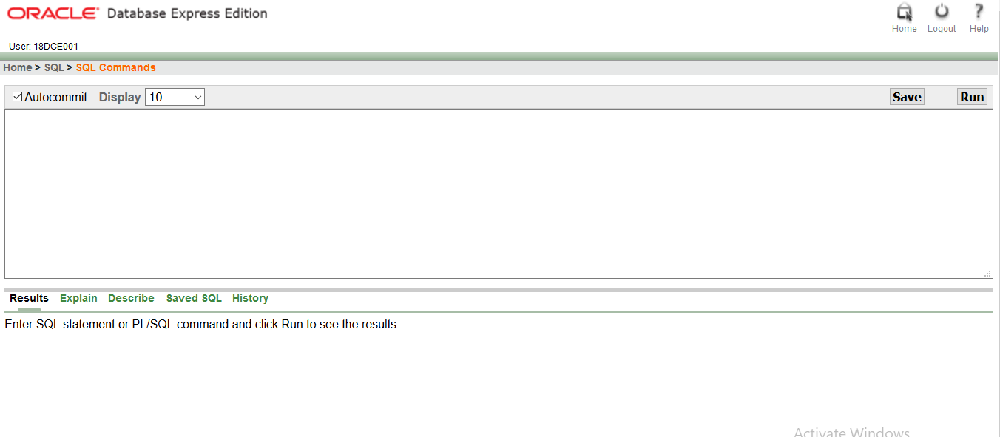 ORACLE® Database Express Edition
Home Logout Help
User: 18DCE001
Home > SQL > SQL Commands
Autocommit Display 10 Save Run
Results Explain Describe Saved SQL History
Enter SQL statement or PL/SQL command and click Run to see the results.
Activate Windows